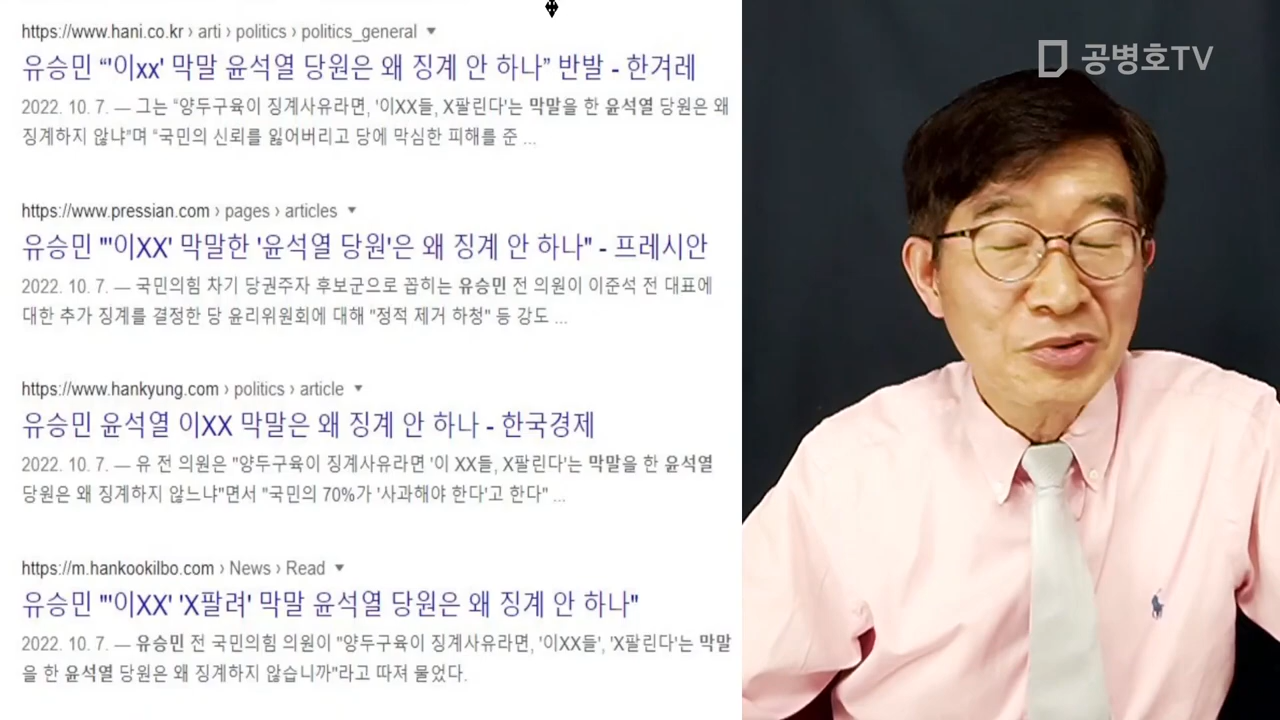 https://www.hani.co.kr › arti › politics › politics_general
유승민 “'이xx' 막말 윤석열 당원은 왜 징계 안 하나” 반발 - 한겨레
2022. 10. 7. — 그는 “양두구육이 징계사유라면, '이XX들, X팔린다'는 막말을 한 윤석열 당원은 왜
징계하지 않냐”며 “국민의 신뢰를 잃어버리고 당에 막심한 피해를 준 ...
https://www.pressian.com › pages › articles
유승민 "'이XX' 막말한 '윤석열 당원'은 왜 징계 안 하나" - 프레시안
2022. 10. 7. — 국민의힘 차기 당권주자 후보군으로 꼽히는 유승민 전 의원이 이준석 전 대표에
대한 추가 징계를 결정한 당 윤리위원회에 대해 "정적 제거 하청" 등 강도 ...
https://www.hankyung.com › politics › article
유승민 윤석열 이XX 막말은 왜 징계 안 하나 - 한국경제
2022. 10. 7. — 유 전 의원은 "양두구육이 징계사유라면 '이 XX들, X팔린다'는 막말을 한 윤석열
당원은 왜 징계하지 않느냐"면서 "국민의 70%가 '사과해야 한다'고 한다" ...
https://m.hankookilbo.com › News › Read
유승민 "'이XX' 'X팔려' 막말 윤석열 당원은 왜 징계 안 하나"
2022. 10. 7. — 유승민 전 국민의힘 의원이 "양두구육이 징계사유라면, '이XX들', 'X팔린다'는 막말
을 한 윤석열 당원은 왜 징계하지 않습니까"라고 따져 물었다.
공병호TV